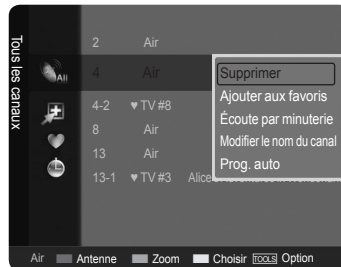 Tous les canaux
All
2 Air
4 Air
4-2 ♥ TV #8
8 Air
13 Air
13-1 ♥ TV #3 Alice
Supprimer
Ajouter aux favoris
Écoute par minuterie
Modifier le nom du canal
Prog. auto
Air Antenne Zoom Choisir TOOLS Option